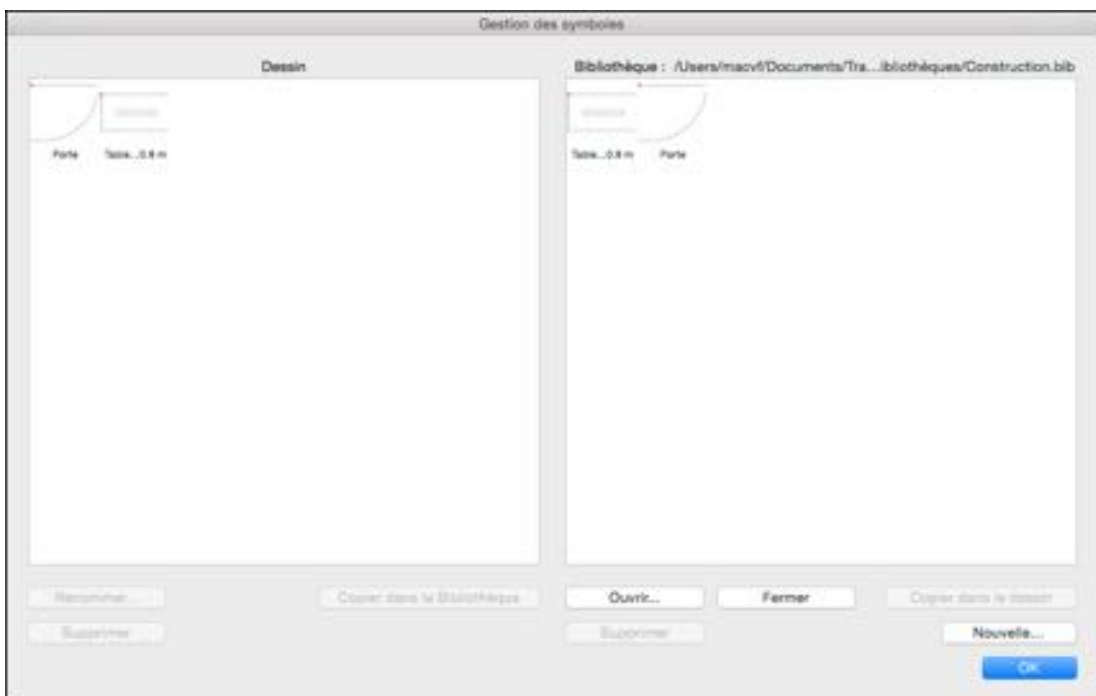 Gestion des symboles
Dessin
Bibliothèque : /Users/macvf/Documents/Tra...ibliothèques/Construction.bib
Porte
Table...0.8 m
Table...0.8 m
Porte
Renommer...
Copier dans la Bibliothèque
Ouvrir...
Fermer
Copier dans le dessin
Supprimer
Supprimer
Nouvelle...
OK